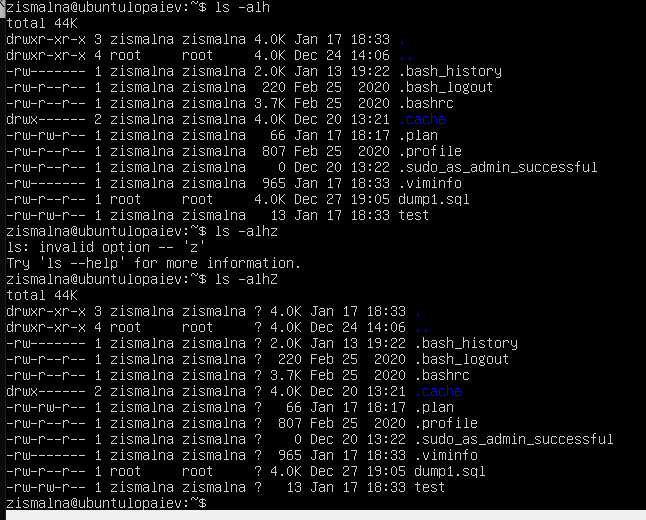 zismalna@ubuntulopaiev:~$ ls -alh
total 44K
drwxr-xr-x 3 zismalna zismalna 4.0K Jan 17 18:33 .
drwxr-xr-x 4 root     root     4.0K Dec 24 14:06 ..
-rw------- 1 zismalna zismalna 2.0K Jan 13 19:22 .bash_history
-rw-r--r-- 1 zismalna zismalna  220 Feb 25  2020 .bash_logout
-rw-r--r-- 1 zismalna zismalna 3.7K Feb 25  2020 .bashrc
drwx------ 2 zismalna zismalna 4.0K Dec 20 13:21 .cache
-rw-rw-r-- 1 zismalna zismalna   66 Jan 17 18:17 .plan
-rw-r--r-- 1 zismalna zismalna  807 Feb 25  2020 .profile
-rw-r--r-- 1 zismalna zismalna    0 Dec 20 13:22 .sudo_as_admin_successful
-rw------- 1 zismalna zismalna  965 Jan 17 18:33 .viminfo
-rw-r--r-- 1 root     root     4.0K Dec 27 19:05 dump1.sql
-rw-rw-r-- 1 zismalna zismalna   13 Jan 17 18:33 test
zismalna@ubuntulopaiev:~$ ls -alhz
ls: invalid option -- 'z'
Try 'ls --help' for more information.
zismalna@ubuntulopaiev:~$ ls -alhZ
total 44K
drwxr-xr-x 3 zismalna zismalna ? 4.0K Jan 17 18:33 .
drwxr-xr-x 4 root     root     ? 4.0K Dec 24 14:06 ..
-rw------- 1 zismalna zismalna ? 2.0K Jan 13 19:22 .bash_history
-rw-r--r-- 1 zismalna zismalna ?  220 Feb 25  2020 .bash_logout
-rw-r--r-- 1 zismalna zismalna ? 3.7K Feb 25  2020 .bashrc
drwx------ 2 zismalna zismalna ? 4.0K Dec 20 13:21 .cache
-rw-rw-r-- 1 zismalna zismalna ?   66 Jan 17 18:17 .plan
-rw-r--r-- 1 zismalna zismalna ?  807 Feb 25  2020 .profile
-rw-r--r-- 1 zismalna zismalna ?    0 Dec 20 13:22 .sudo_as_admin_successful
-rw------- 1 zismalna zismalna ?  965 Jan 17 18:33 .viminfo
-rw-r--r-- 1 root     root     ? 4.0K Dec 27 19:05 dump1.sql
-rw-rw-r-- 1 zismalna zismalna ?   13 Jan 17 18:33 test
zismalna@ubuntulopaiev:~$